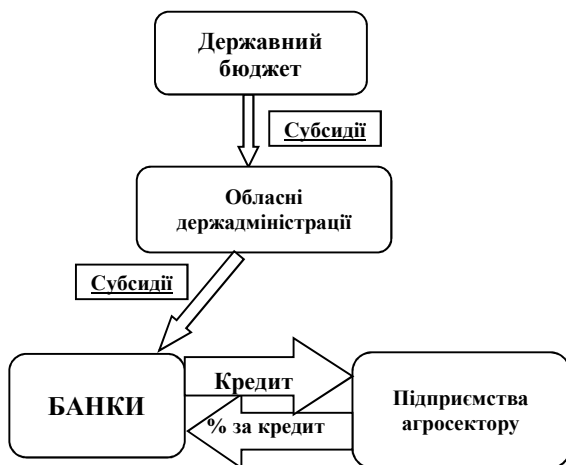 Державний
бюджет
Субсидії
Обласні
держадміністрації
Субсидії
БАНКИ
Кредит
% за кредит
Підприємства
агросектору